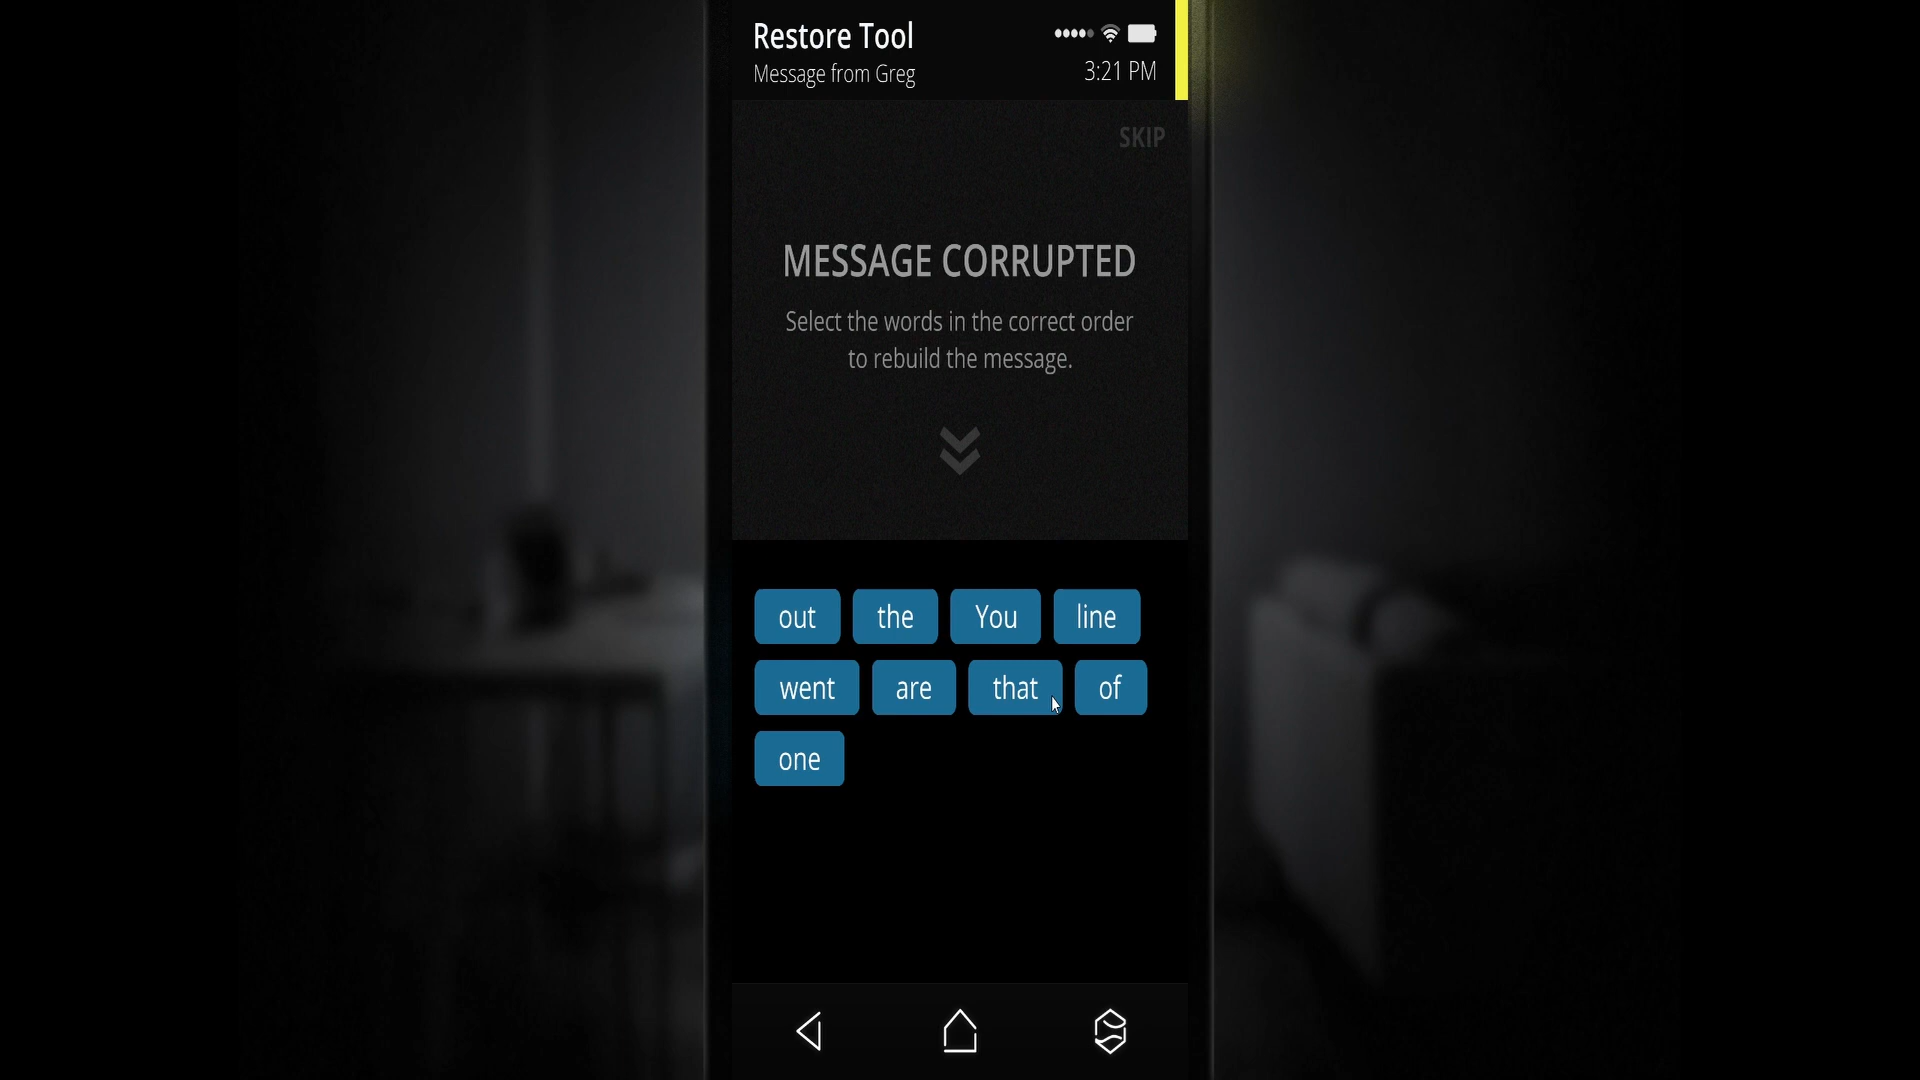 Restore Tool
Message from Greg
3:21 PM
SKIP
MESSAGE CORRUPTED
Select the words in the correct order
to rebuild the message.
out the You line
went are that of
one